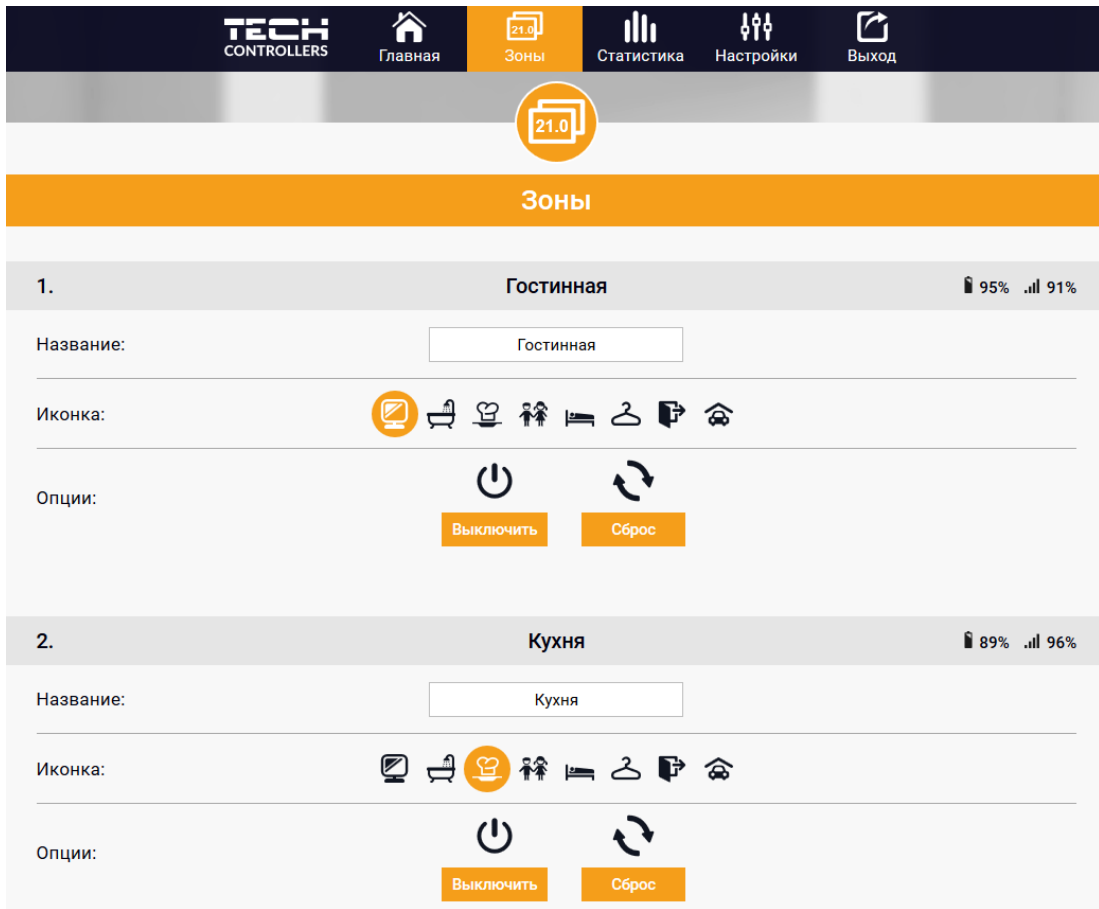 TECH
CONTROLLERS
Главная
21.0
Зоны
Статистика
Настройки
Выход
21.0
Зоны
1. Гостинная 95% 91%
Название: Гостинная
Иконка:
Опции:
Выключить Сброс
2. Кухня 89% 96%
Название: Кухня
Иконка:
Опции:
Выключить Сброс